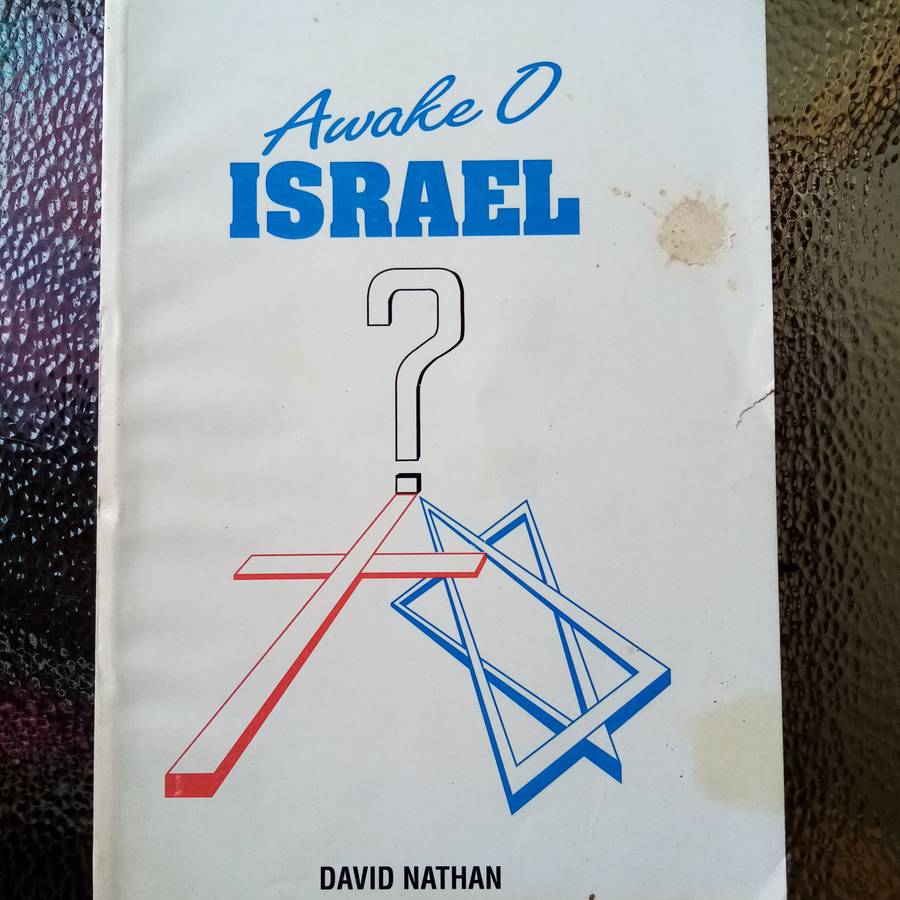 Awake O
ISRAEL
?
DAVID NATHAN